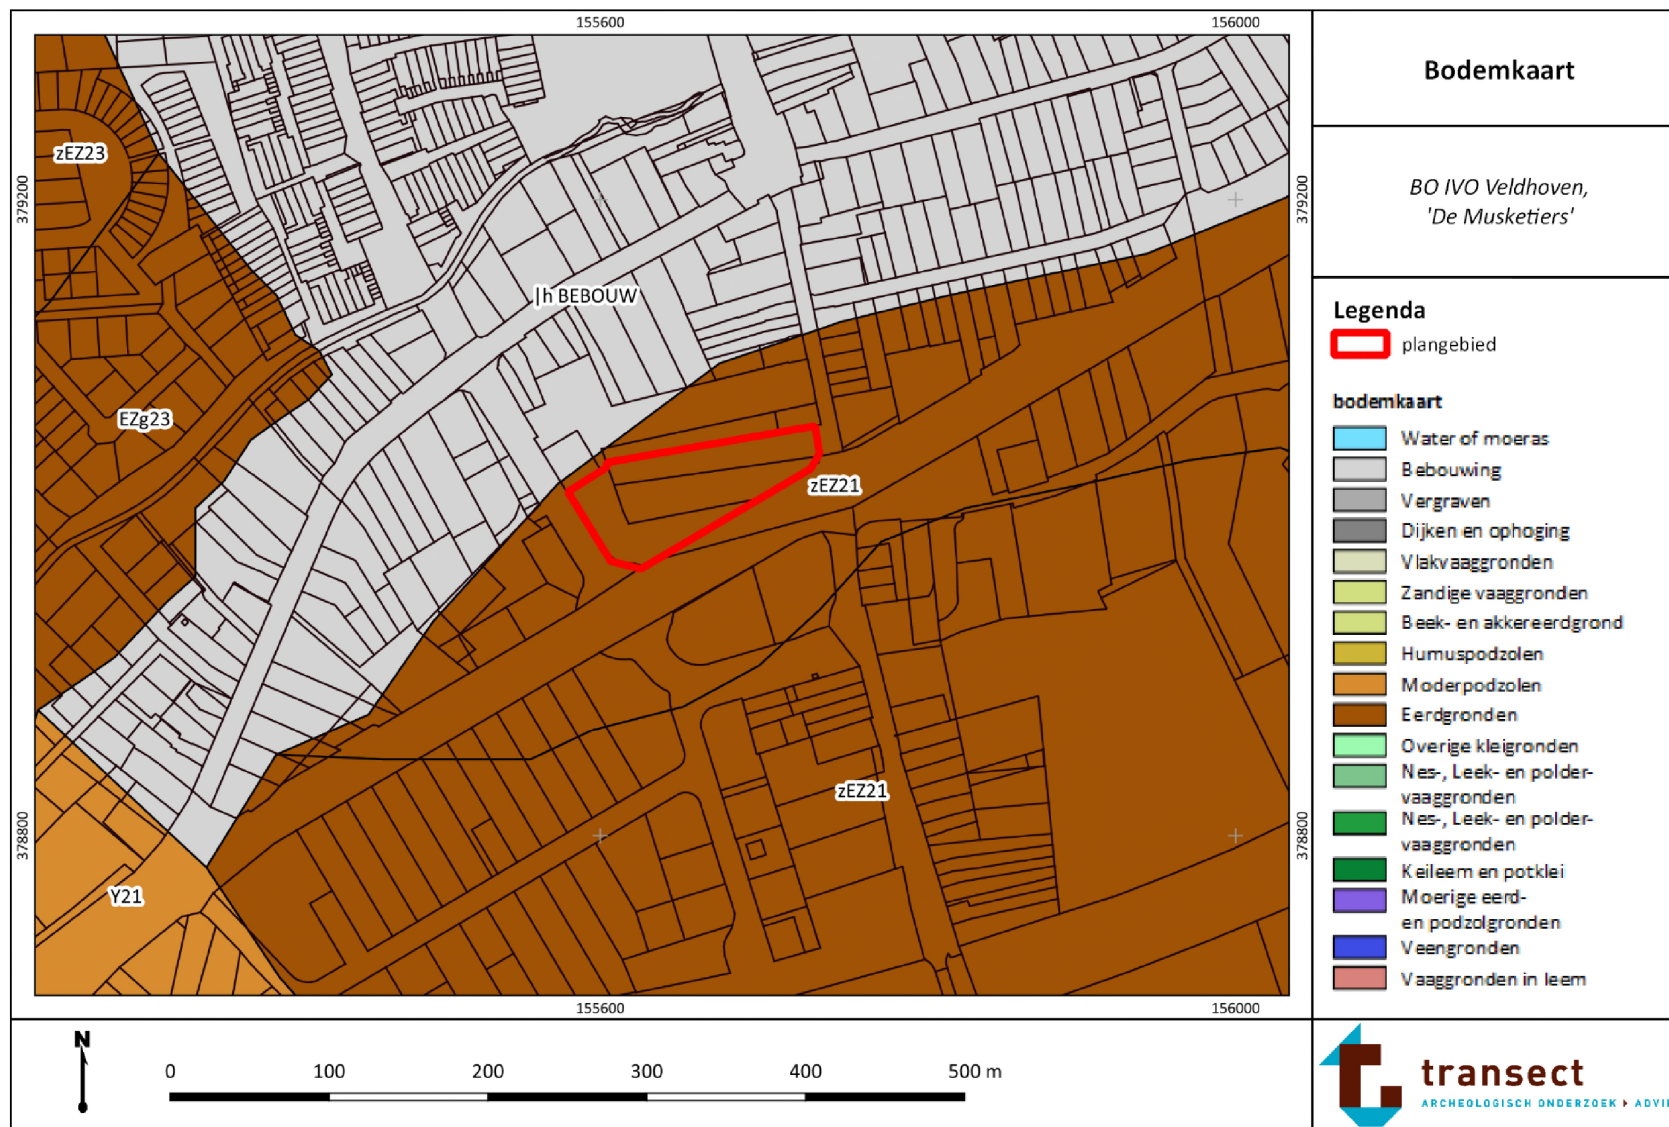 155600
156000
Bodemkaart
BO IVO Veldhoven,
'De Musketiers'
379200
379200
zEZ23
|h BEBOUW
EZg23
zEZ21
zEZ21
Y21
378800
378800
155600
156000
Legenda
plangebied
bodemkaart
Water of moeras
Bebouwing
Vergraven
Dijken en ophoging
Vlakvaaggronden
Zandige vaaggronden
Beek- en akkereerdgrond
Humuspodzolen
Moderpodzolen
Eerdgronden
Overige kleigronden
Nes-, Leek- en polder-
vaaggronden
Nes-, Leek- en polder-
vaaggronden
Keileem en potklei
Moerige eerd-
en podzolgronden
Veengronden
Vaaggronden in leem
N
0 100 200 300 400 500 m
transect
ARCHEOLOGISCH ONDERZOEK ▸ ADVIE